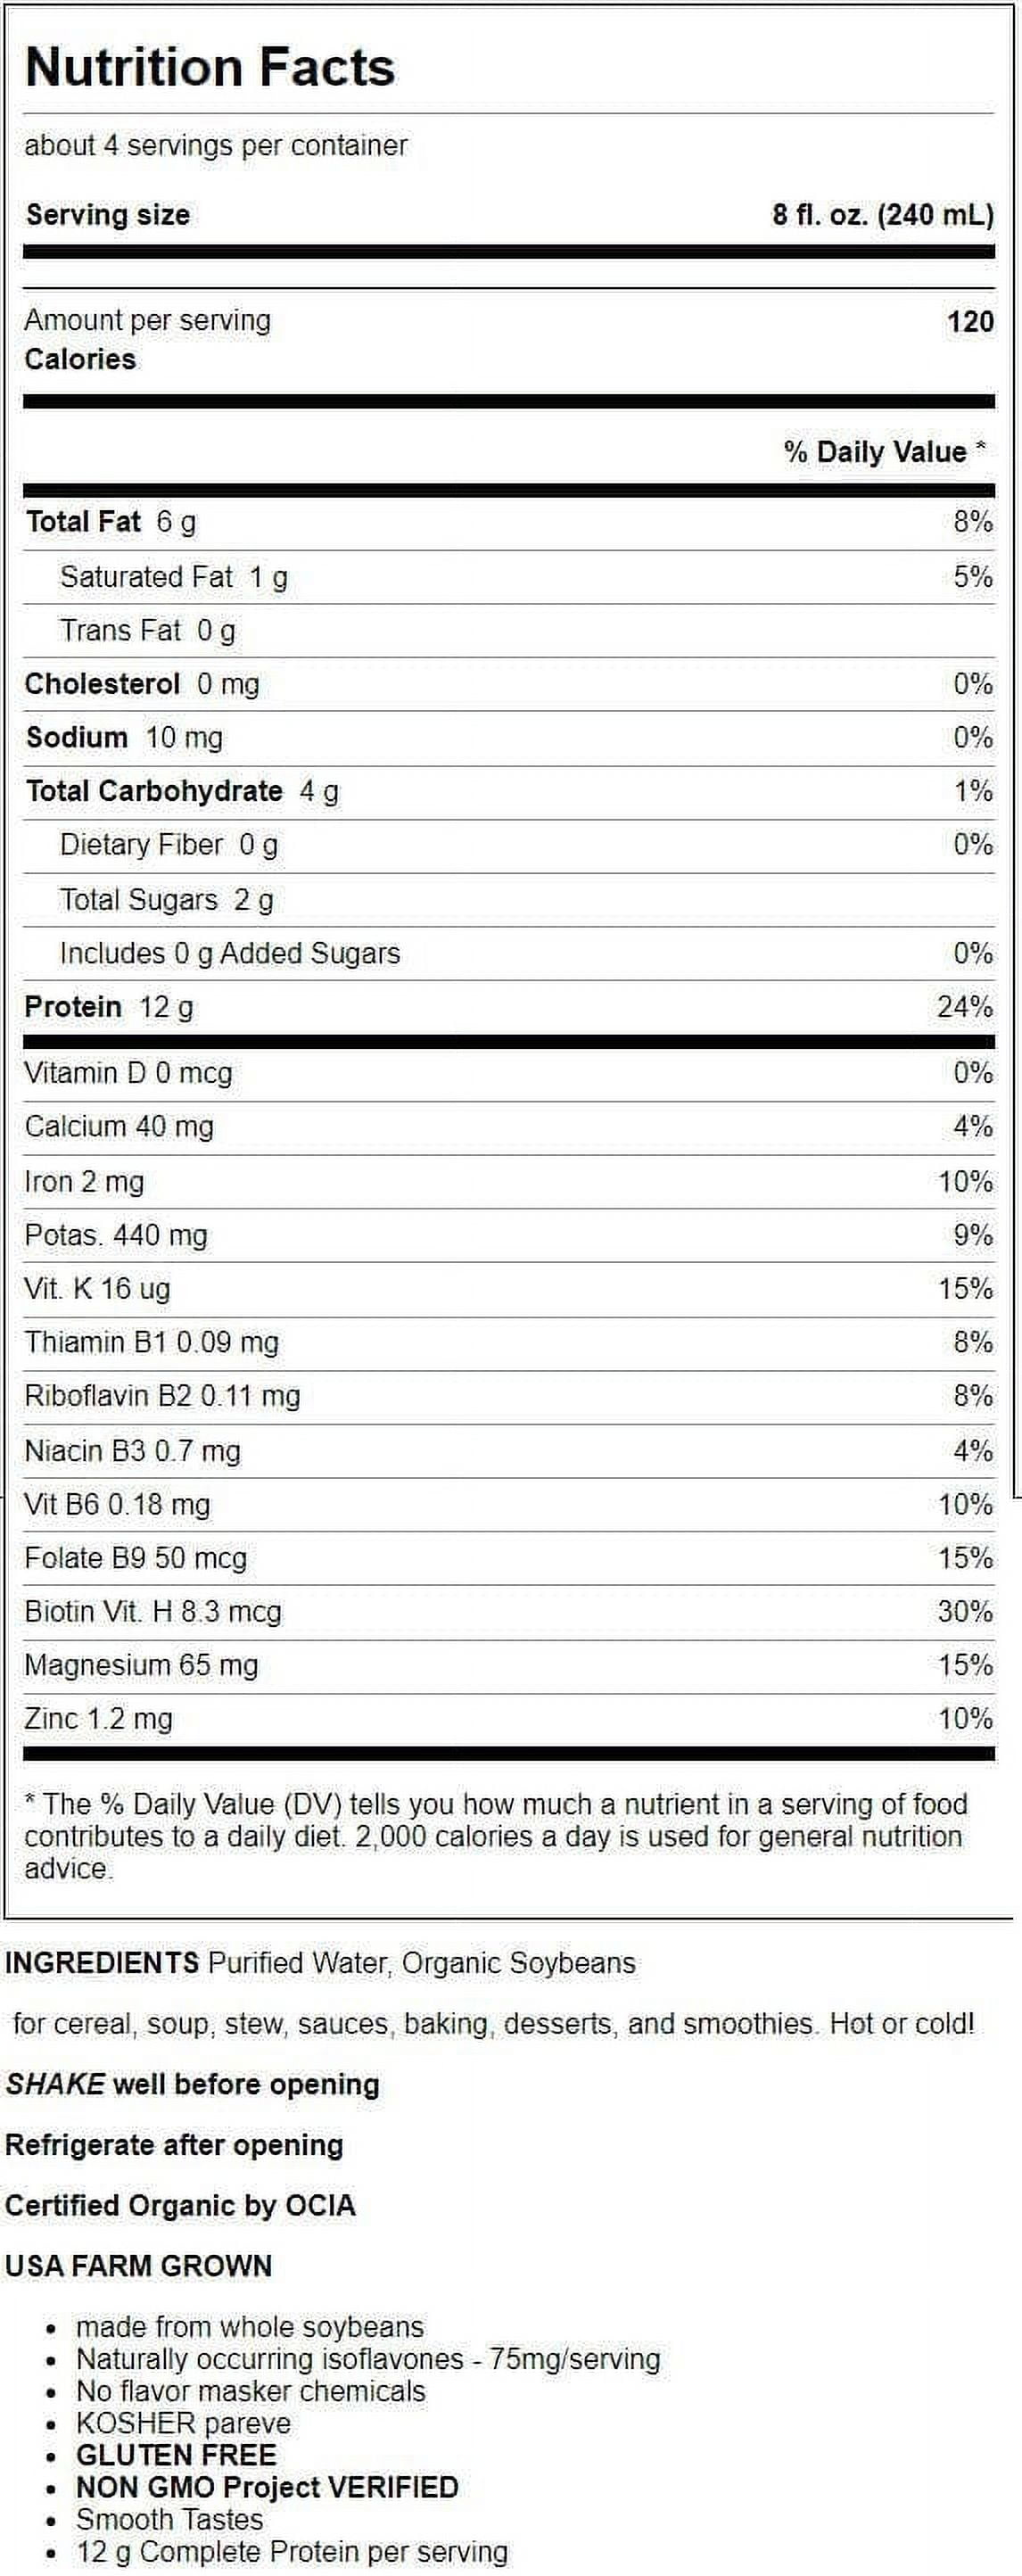 Nutrition Facts
about 4 servings per container
Serving size 8 fl. oz. (240 mL)
Amount per serving 120
Calories
% Daily Value *
Total Fat 6 g 8%
Saturated Fat 1 g 5%
Trans Fat 0 g
Cholesterol 0 mg 0%
Sodium 10 mg 0%
Total Carbohydrate 4 g 1%
Dietary Fiber 0 g 0%
Total Sugars 2 g
Includes 0 g Added Sugars 0%
Protein 12 g 24%
Vitamin D 0 mcg 0%
Calcium 40 mg 4%
Iron 2 mg 10%
Potas. 440 mg 9%
Vit. K 16 ug 15%
Thiamin B1 0.09 mg 8%
Riboflavin B2 0.11 mg 8%
Niacin B3 0.7 mg 4%
Vit B6 0.18 mg 10%
Folate B9 50 mcg 15%
Biotin Vit. H 8.3 mcg 30%
Magnesium 65 mg 15%
Zinc 1.2 mg 10%
* The % Daily Value (DV) tells you how much a nutrient in a serving of food
contributes to a daily diet. 2,000 calories a day is used for general nutrition
advice.
INGREDIENTS Purified Water, Organic Soybeans
for cereal, soup, stew, sauces, baking, desserts, and smoothies. Hot or cold!
SHAKE well before opening
Refrigerate after opening
Certified Organic by OCIA
USA FARM GROWN
• made from whole soybeans
• Naturally occurring isoflavones - 75mg/serving
• No flavor masker chemicals
• KOSHER pareve
• GLUTEN FREE
• NON GMO Project VERIFIED
• Smooth Tastes
• 12 g Complete Protein per serving